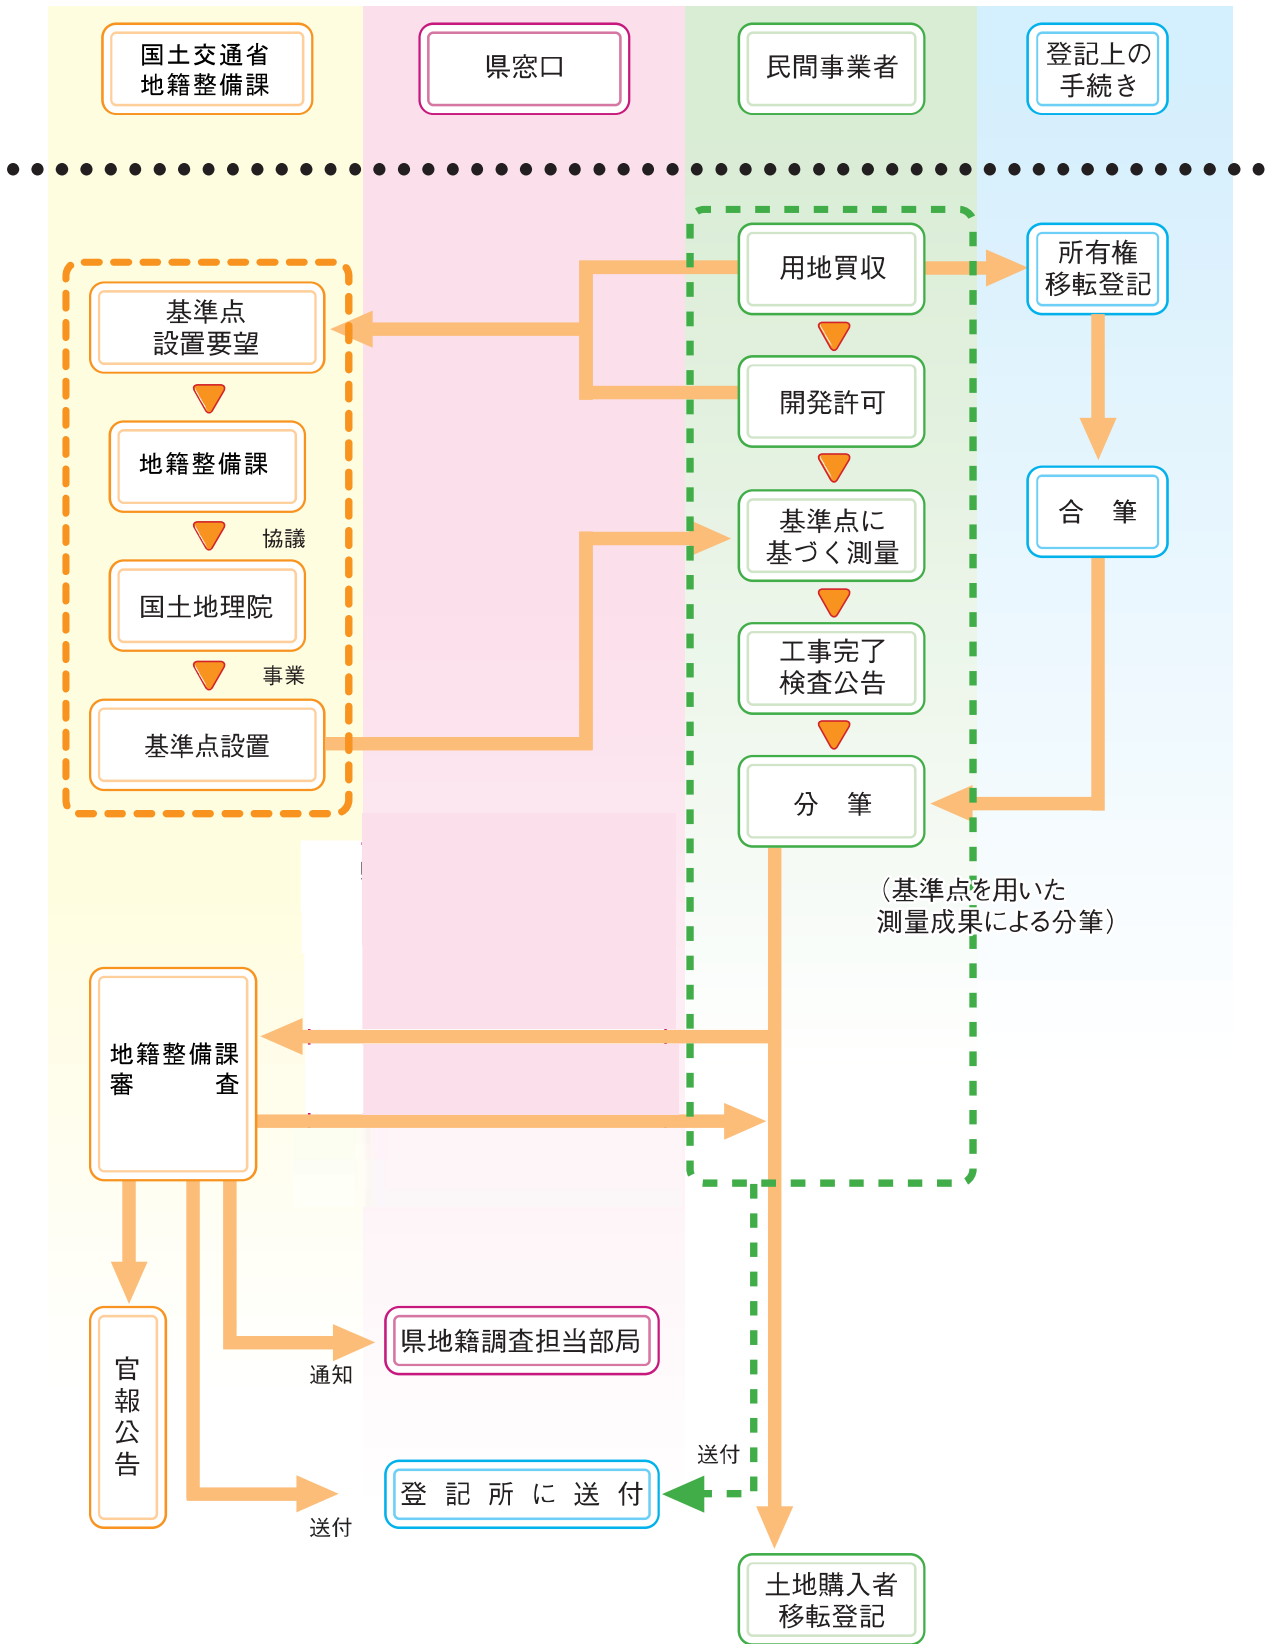 国土交通省
地籍整備課
県窓口
民間事業者
登記上の
手続き
用地買収
所有権
移転登記
基準点
設置要望
開発許可
地籍整備課
基準点に
基づく測量
合　筆
協議
国土地理院
工事完了
検査公告
事業
基準点設置
分　筆
（基準点を用いた
測量成果による分筆）
地籍整備課
審　　　査
県地籍調査担当部局
通知
官報公告
送付
登記所に送付
送付
土地購入者
移転登記